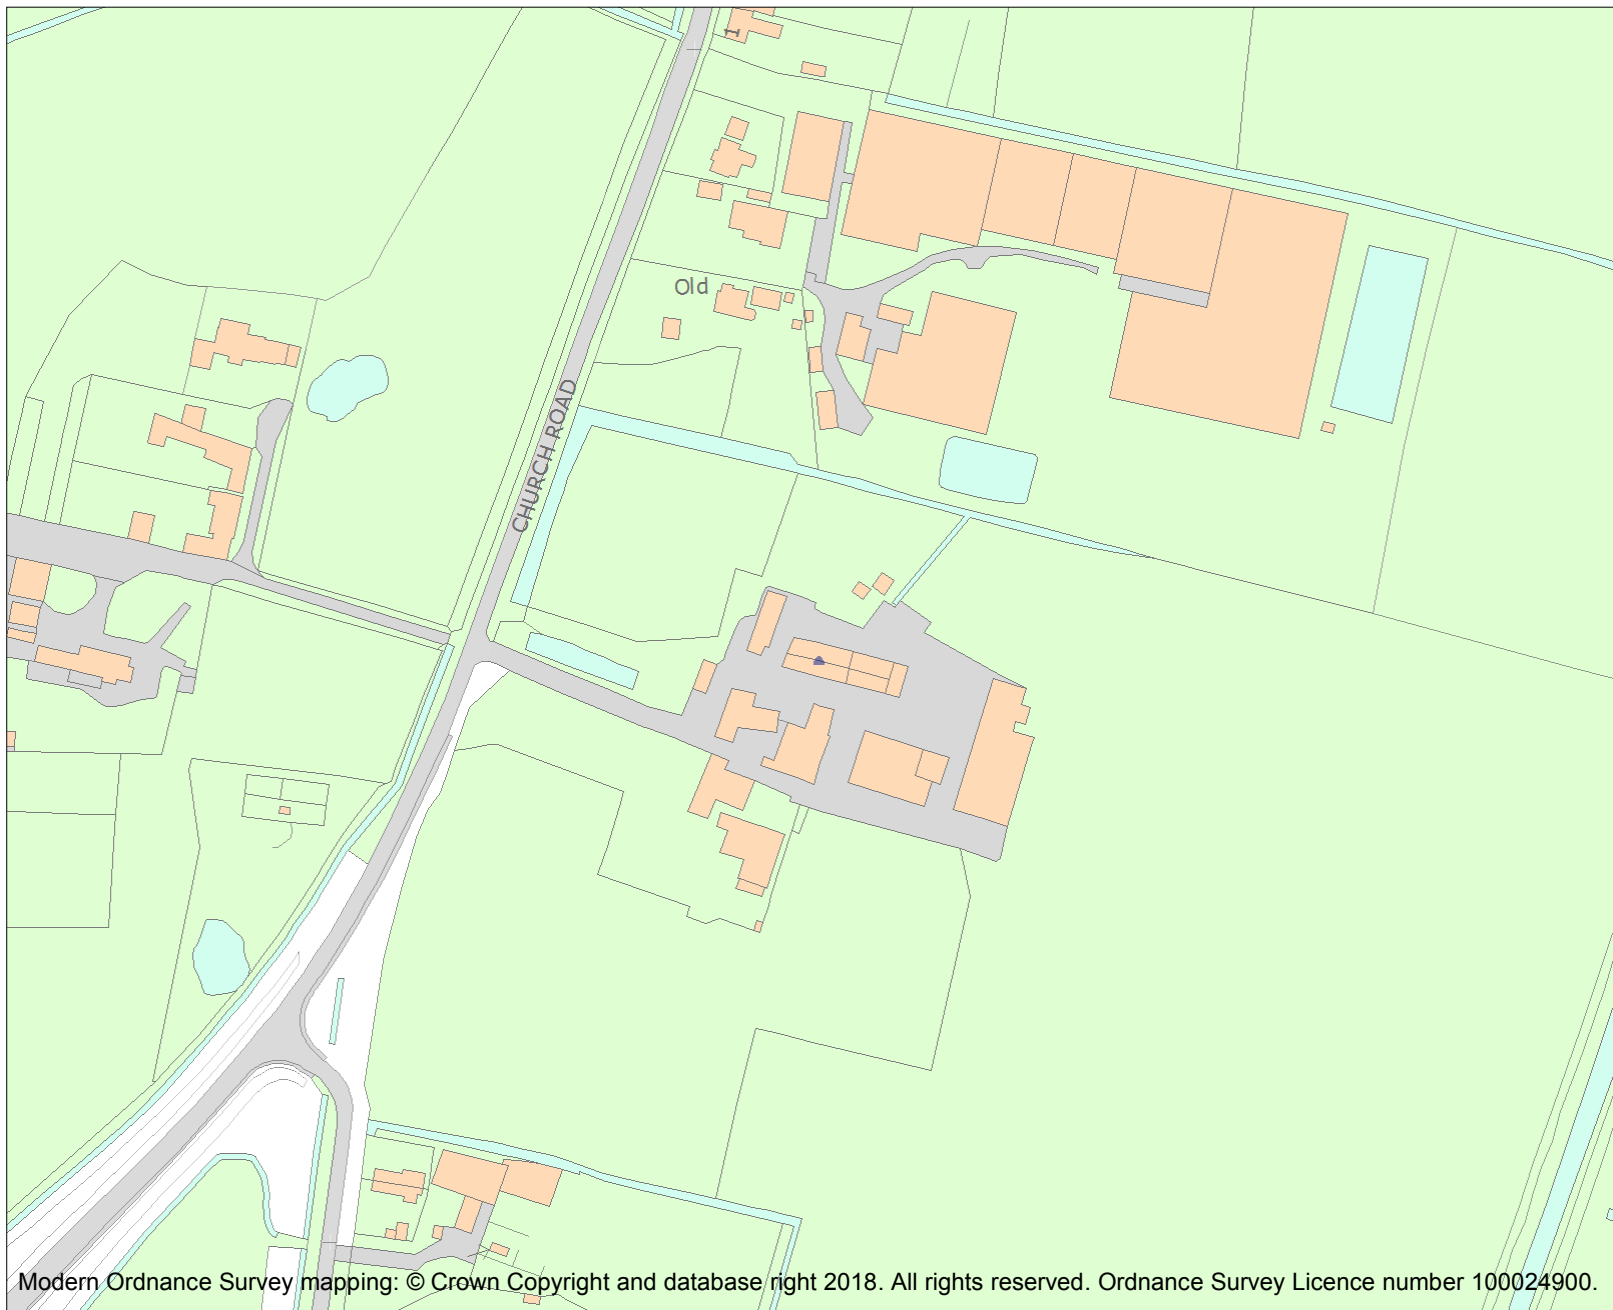 1
Old
CHURCH ROAD
Modern Ordnance Survey mapping: © Crown Copyright and database right 2018. All rights reserved. Ordnance Survey Licence number 100024900.